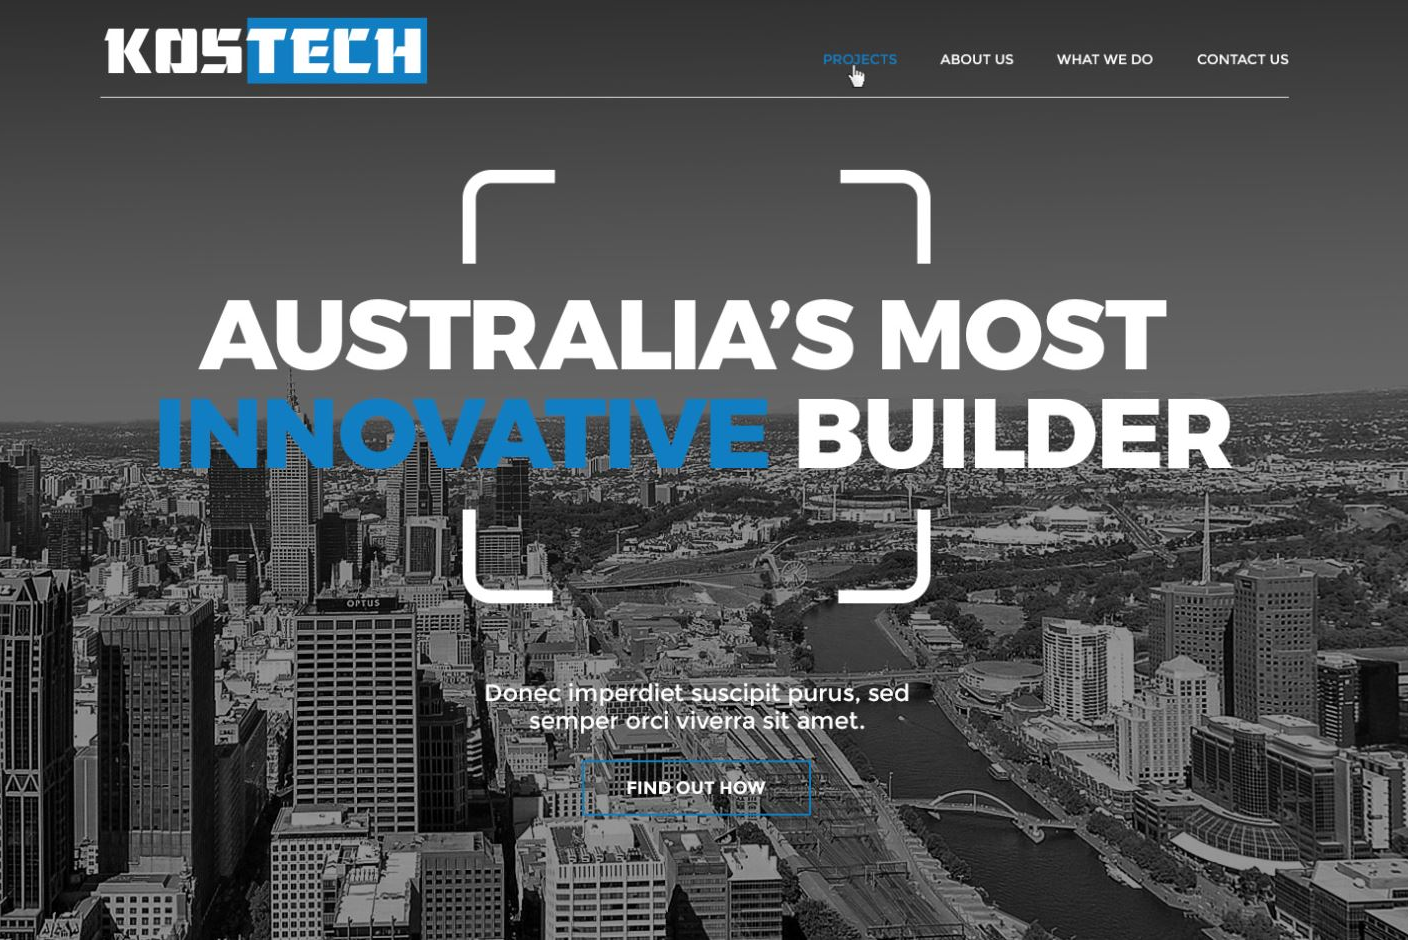 KOSTECH
PROJECTS ABOUT US WHAT WE DO CONTACT US
AUSTRALIA’S MOST
INNOVATIVE BUILDER
OPTUS
Donec imperdiet suscipit purus, sed
semper orci viverra sit amet.
FIND OUT HOW